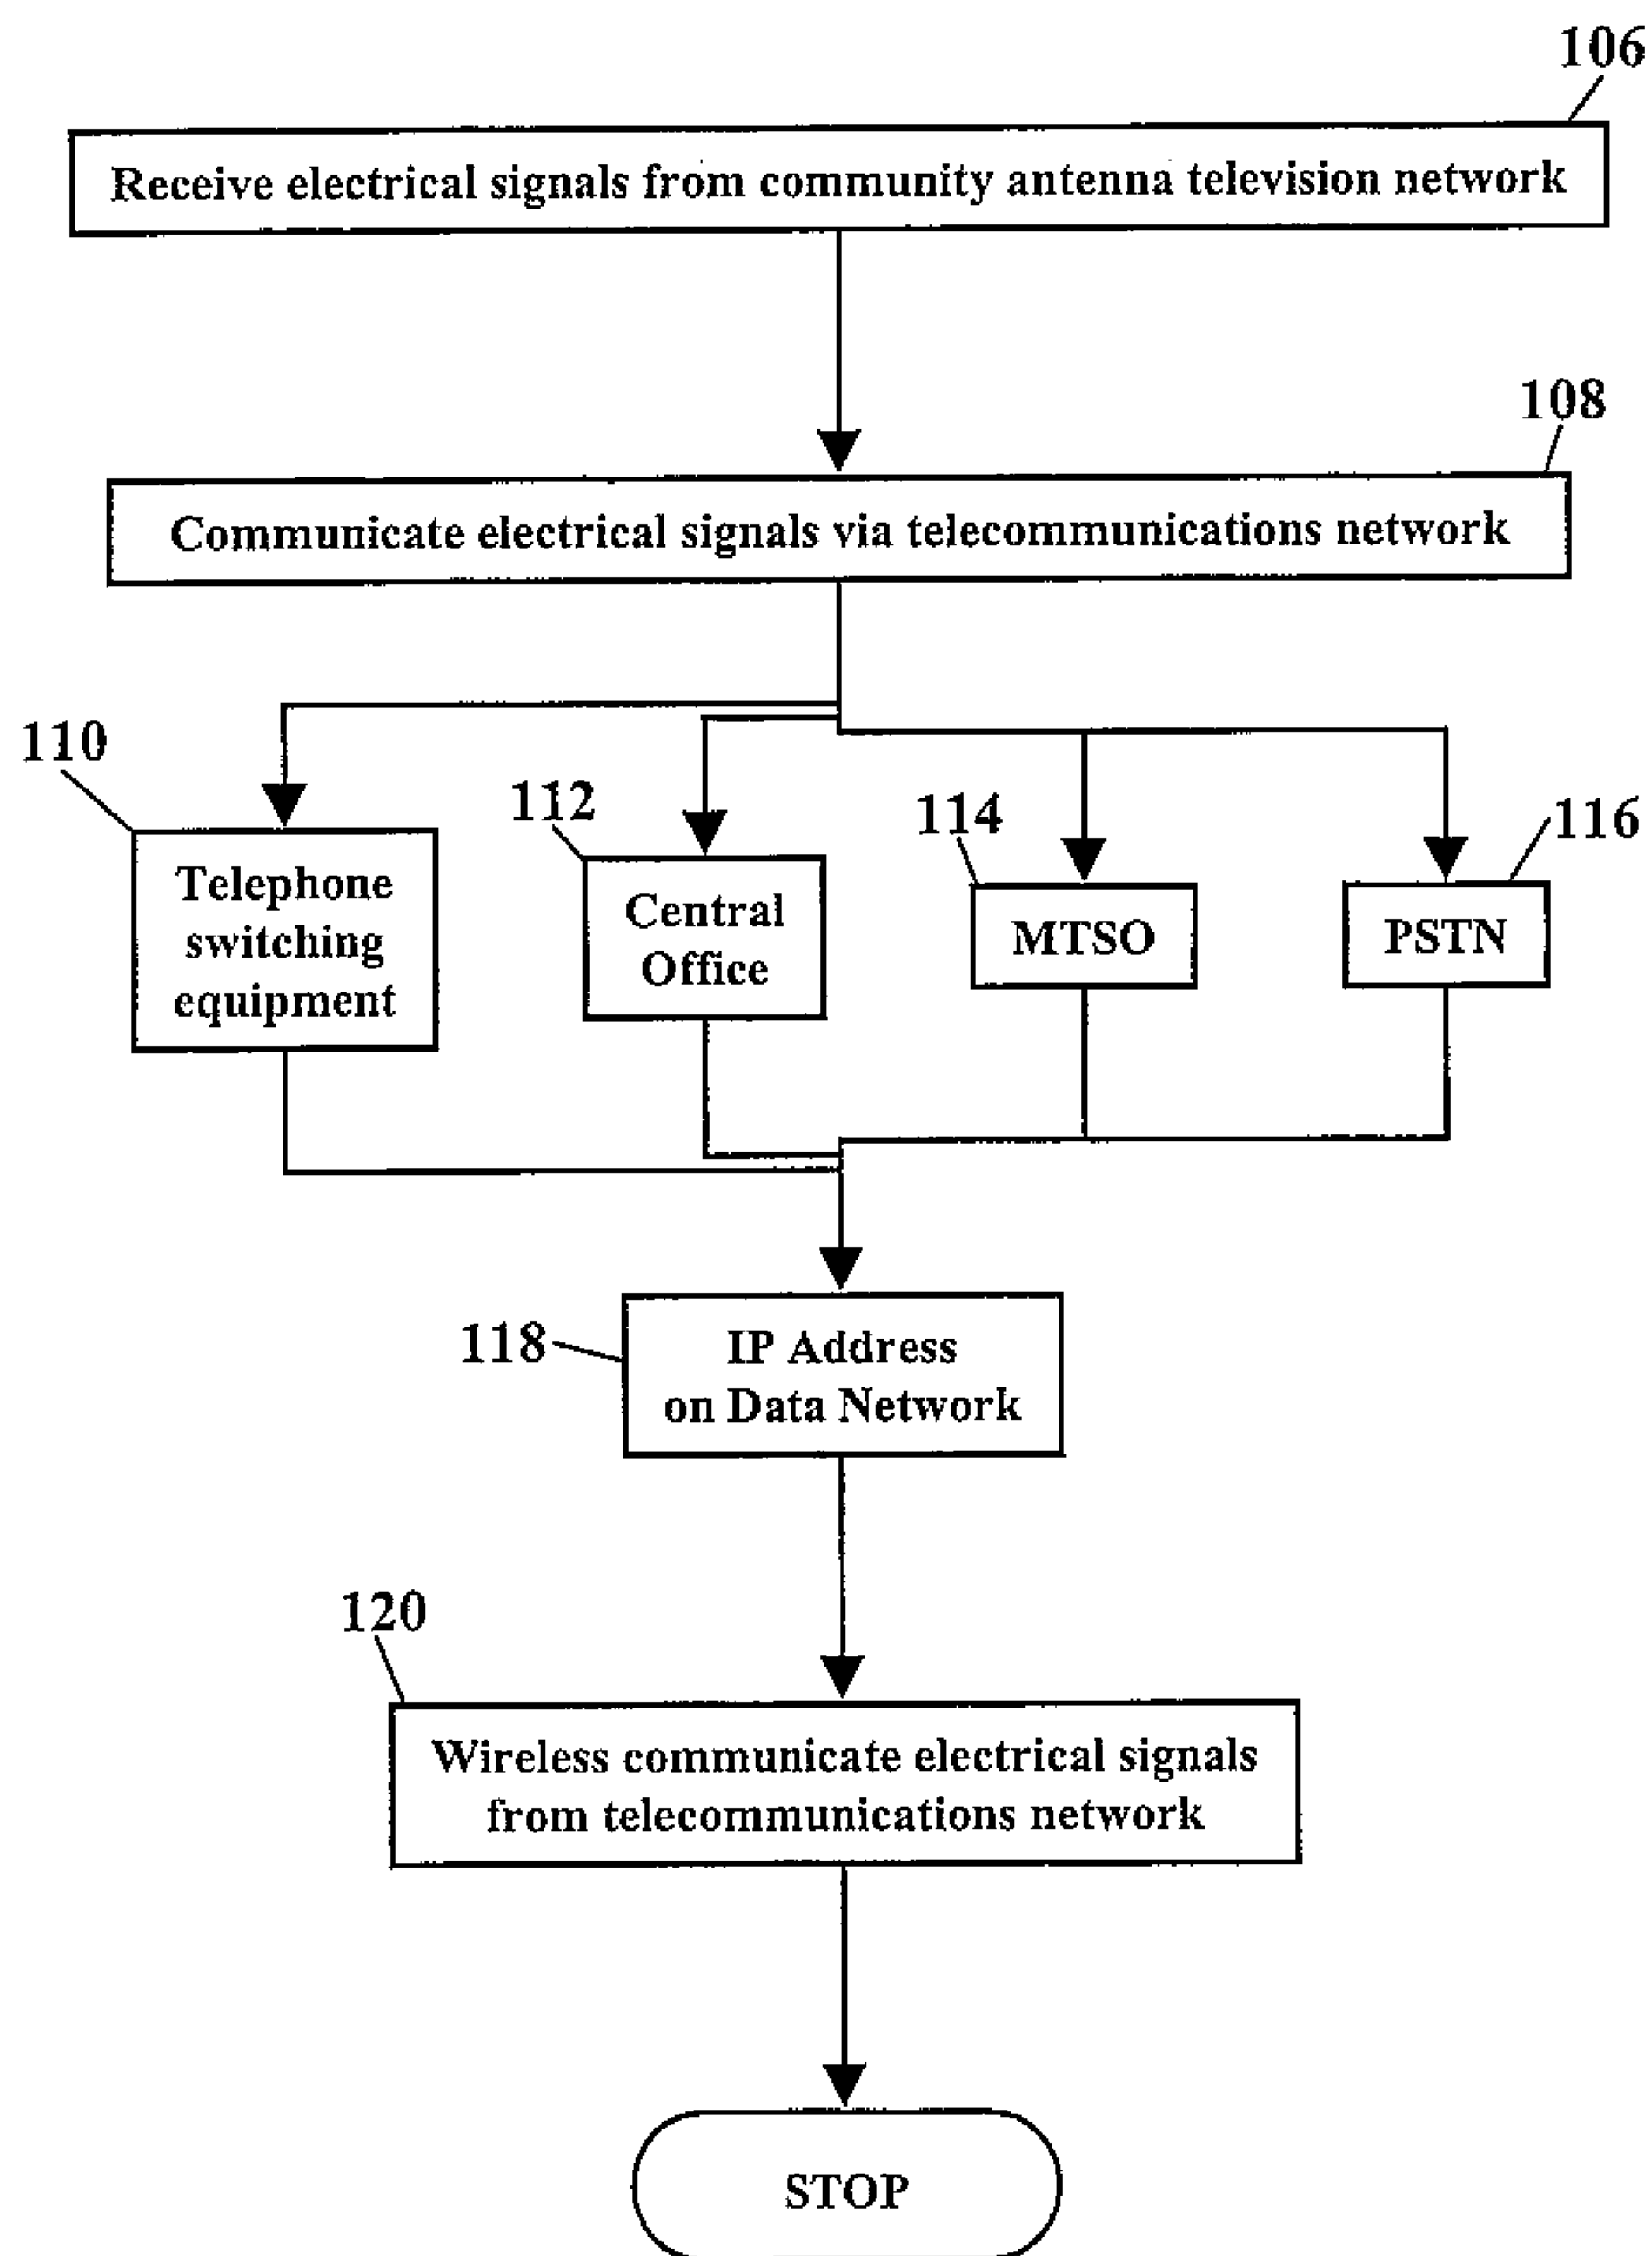 106
Receive electrical signals from community antenna television network
108
Communicate electrical signals via telecommunications network
110
Telephone
switching
equipment
112
Central
Office
114
MTSO
116
PSTN
118
IP Address
on Data Network
120
Wireless communicate electrical signals
from telecommunications network
STOP